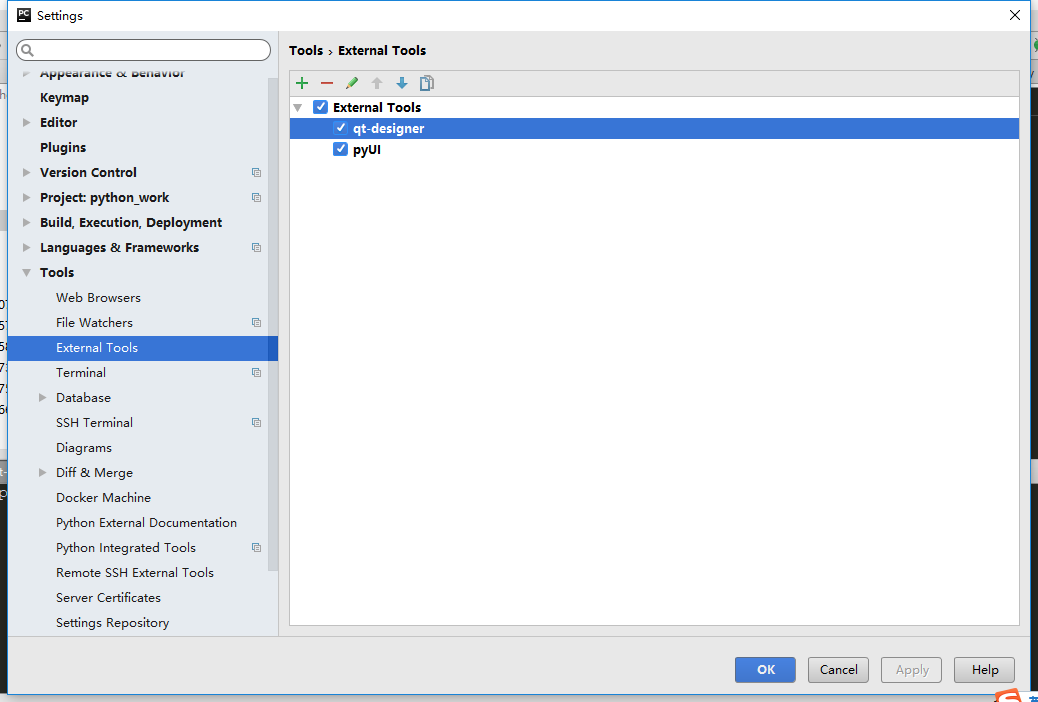 PC Settings
Appearance & Behavior
Keymap
Editor
Plugins
Version Control
Project: python_work
Build, Execution, Deployment
Languages & Frameworks
Tools
Web Browsers
File Watchers
External Tools
Terminal
Database
SSH Terminal
Diagrams
Diff & Merge
Docker Machine
Python External Documentation
Python Integrated Tools
Remote SSH External Tools
Server Certificates
Settings Repository
Tools › External Tools
External Tools
qt-designer
pyUI
OK
Cancel
Apply
Help